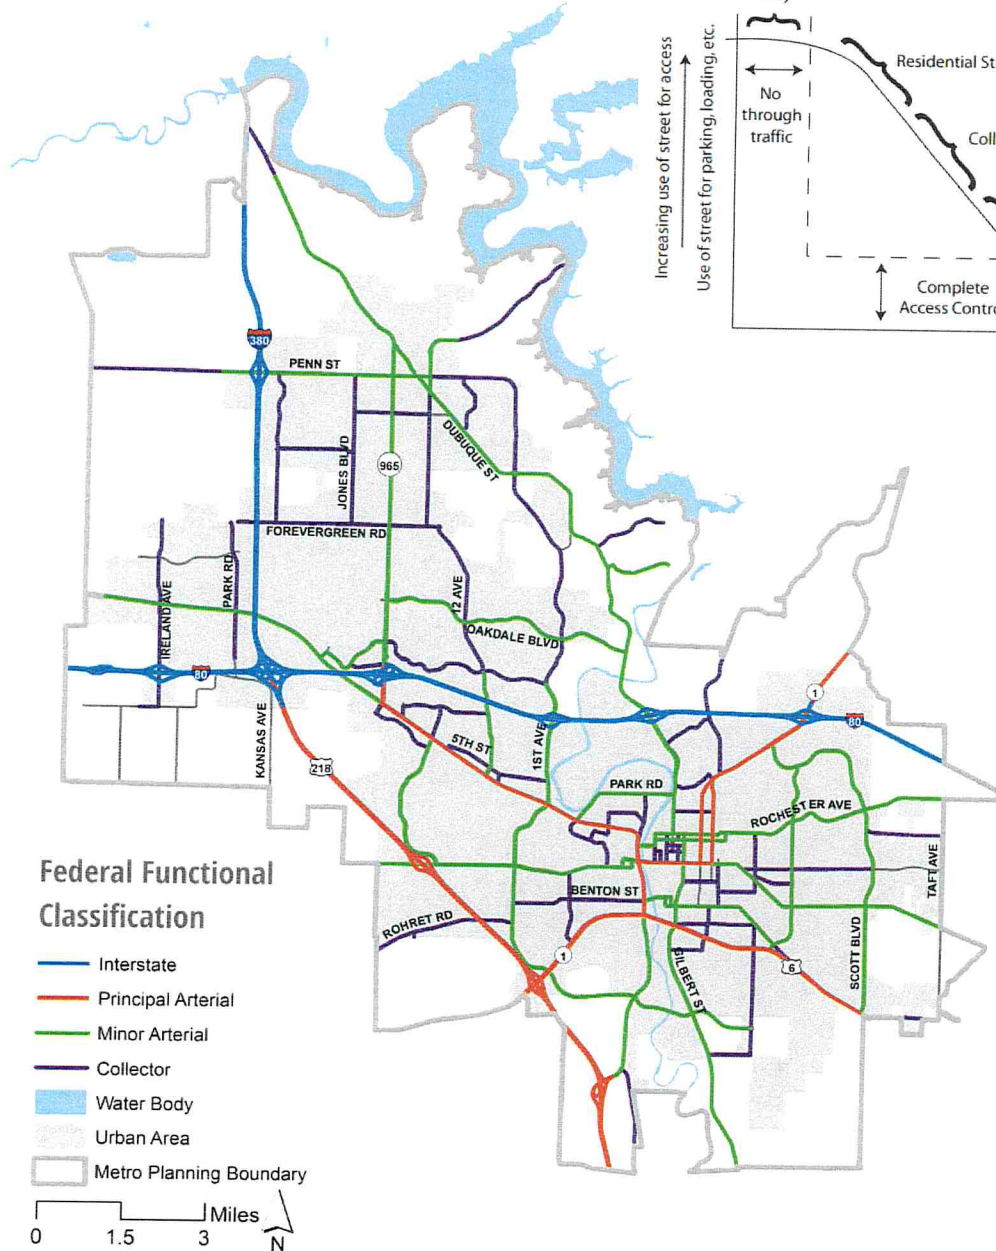 Increasing use of street for access
Use of street for parking, loading, etc.
No
through
traffic
Residential St
Coll
Complete
Access Contro
380
PENN ST
DUBUQUE ST
JONES BLVD
965
FOREVERGREEN RD
IRELAND AVE
PARK RD
12 AVE
OAKDALE BLVD
80
1
80
KANSAS AVE
218
5TH ST
1ST AVE
PARK RD
ROCHESTER AVE
TAFT AVE
BENTON ST
ROHRET RD
1
GILBERT ST
6
SCOTT BLVD
Federal Functional
Classification
Interstate
Principal Arterial
Minor Arterial
Collector
Water Body
Urban Area
Metro Planning Boundary
Miles
0 1.5 3
N